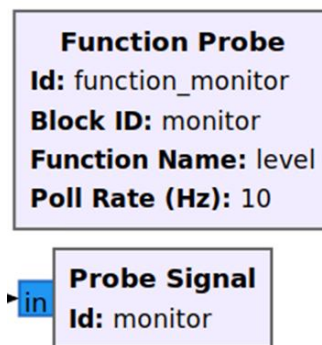 Function Probe
Id: function_monitor
Block ID: monitor
Function Name: level
Poll Rate (Hz): 10
Probe Signal
in
Id: monitor